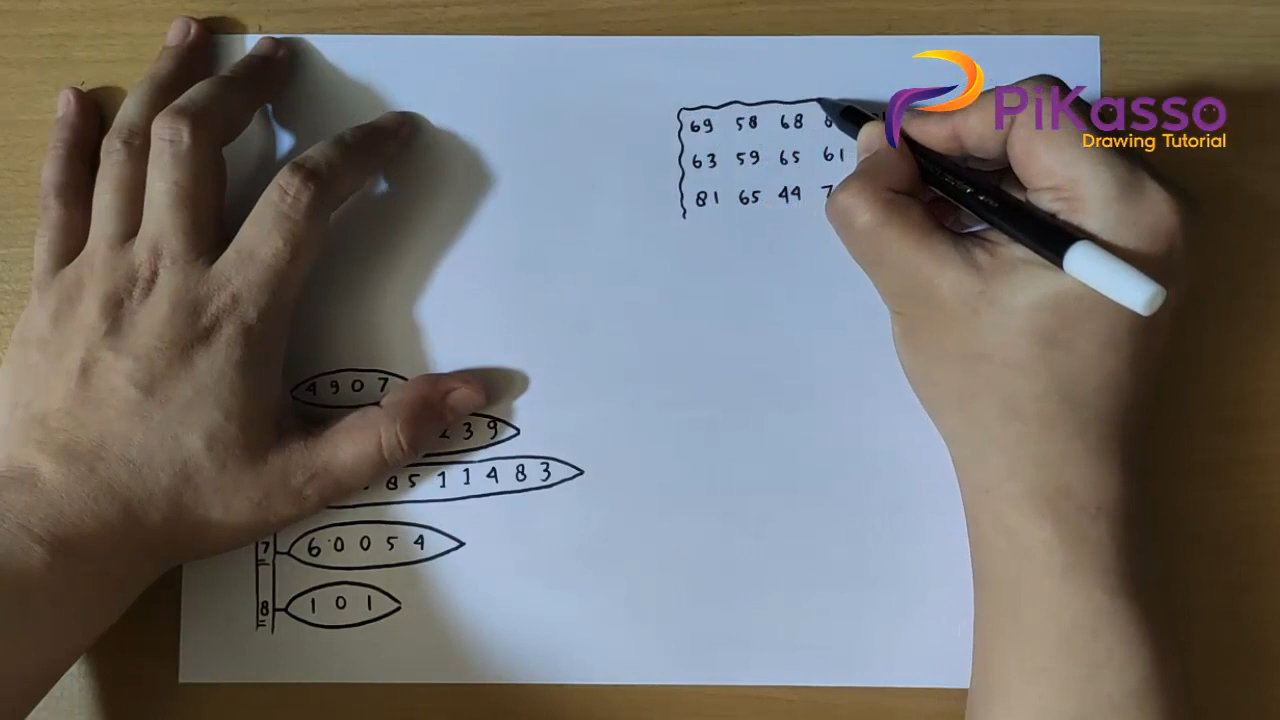 PiKasso
Drawing Tutorial
69 58 68
63 59 65 61
81 65 44
4 9 0 7
3 9
8 5 1 1 4 8 3
7 6 0 0 5 4
8 1 0 1